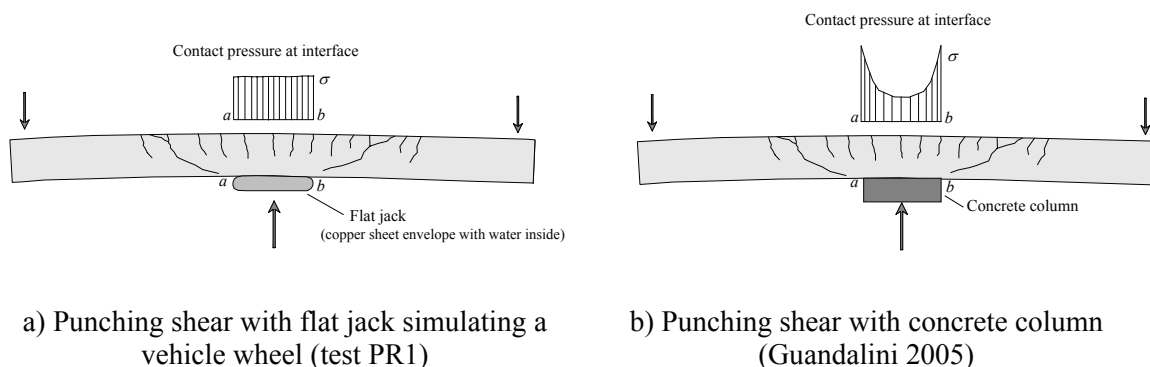 Contact pressure at interface
σ
a b
a b
Flat jack
(copper sheet envelope with water inside)
a) Punching shear with flat jack simulating a
vehicle wheel (test PR1)
Contact pressure at interface
σ
a b
a b
Concrete column
b) Punching shear with concrete column
(Guandalini 2005)